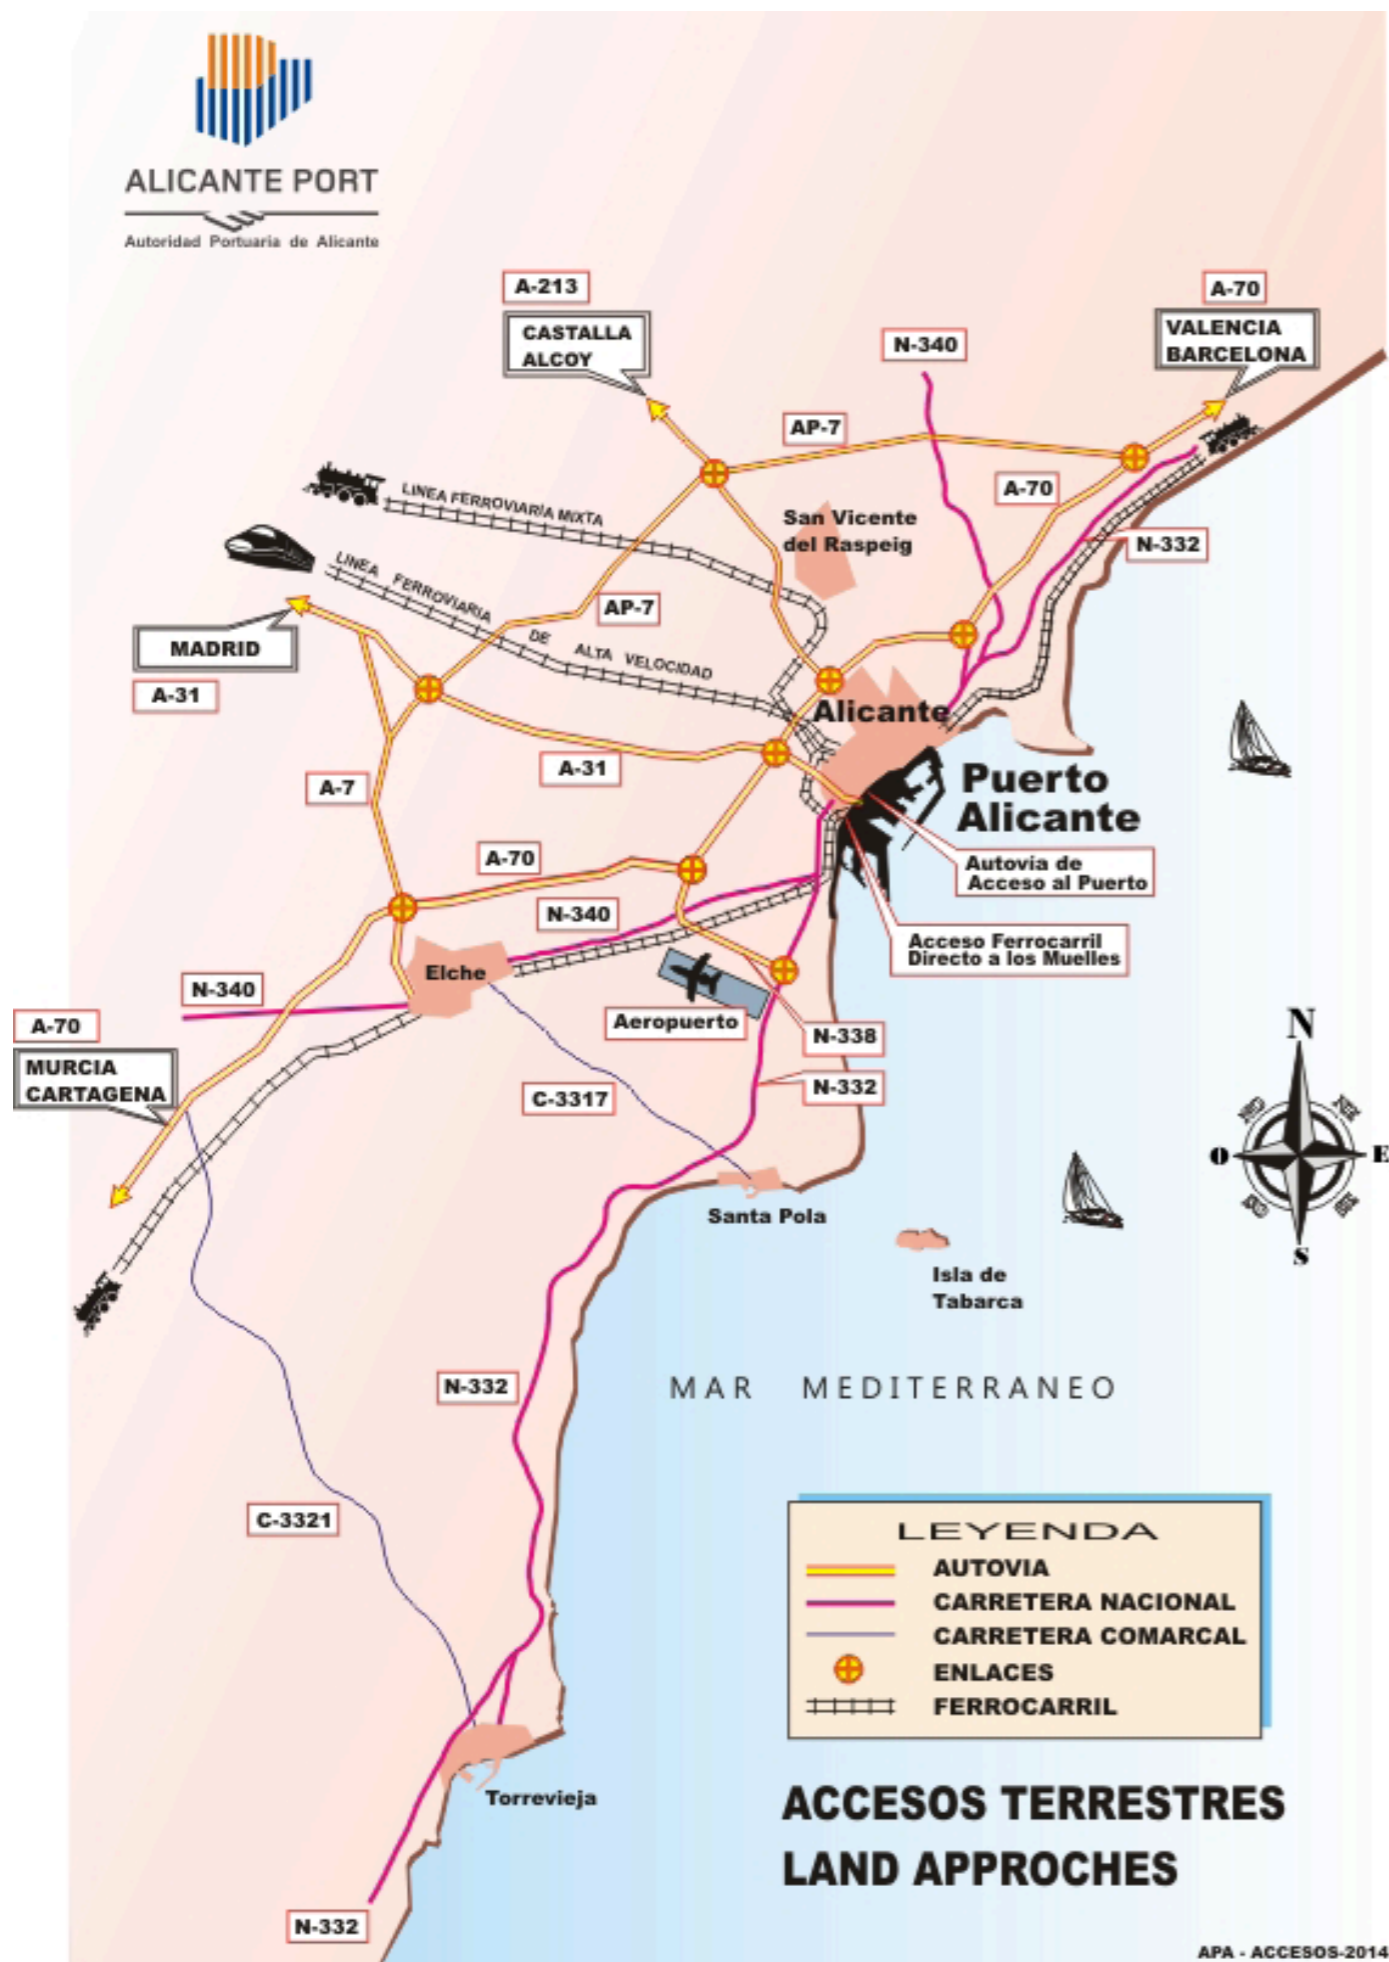 ALICANTE PORT
Autoridad Portuaria de Alicante
A-213
CASTALLA
ALCOY
A-70
VALENCIA
BARCELONA
N-340
AP-7
A-70
LINEA FERROVIARIA MIXTA
San Vicente
del Raspeig
N-332
LINEA FERROVIARIA DE ALTA VELOCIDAD
AP-7
MADRID
A-31
Alicante
A-31
A-7
Puerto
Alicante
A-70
Autovia de
Acceso al Puerto
N-340
Acceso Ferrocarril
Directo a los Muelles
Elche
N-340
Aeropuerto
A-70
N-338
MURCIA
CARTAGENA
C-3317
N-332
N
NO
NE
O
E
SO
SE
S
Santa Pola
Isla de
Tabarca
N-332
MAR MEDITERRANEO
C-3321
LEYENDA
AUTOVIA
CARRETERA NACIONAL
CARRETERA COMARCAL
ENLACES
FERROCARRIL
Torrevieja
ACCESOS TERRESTRES
LAND APPROCHES
N-332
APA - ACCESOS-2014